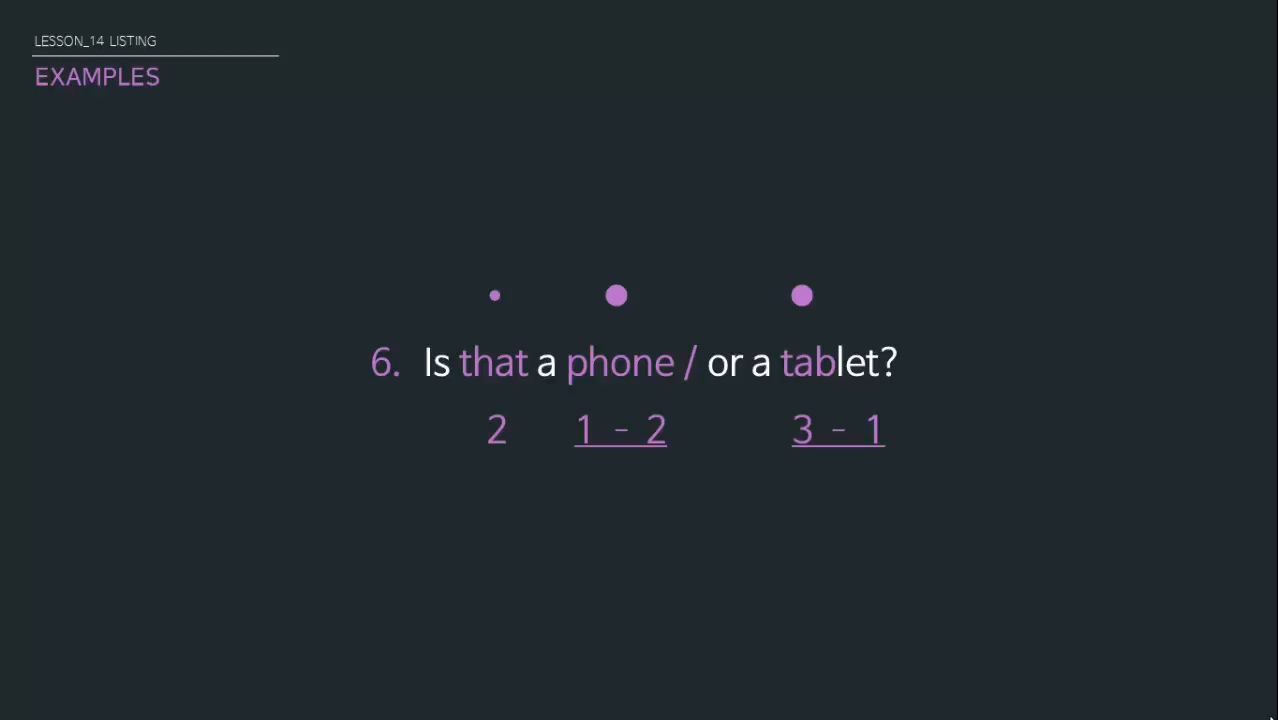 LESSON_14 LISTING
EXAMPLES
6. Is that a phone / or a tablet?
2 1 - 2 3 - 1